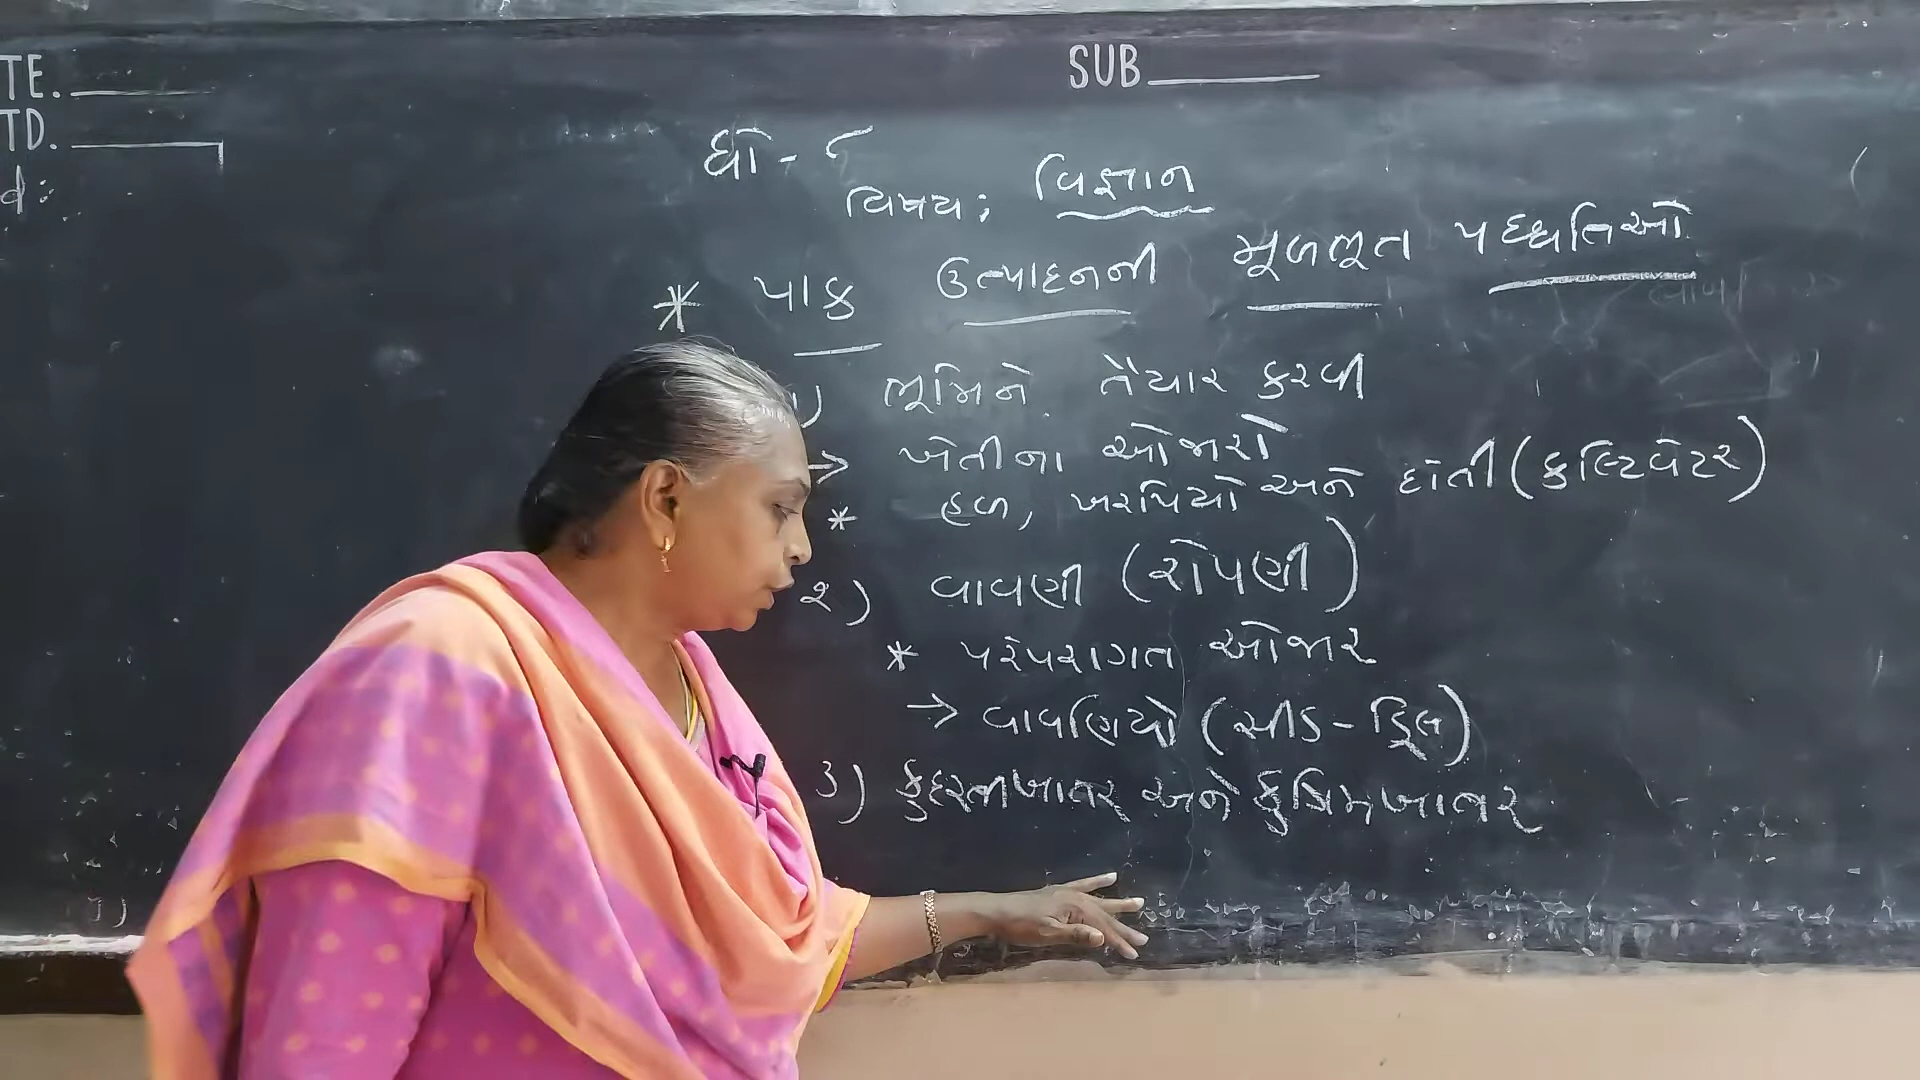 TE.
TD.
SUB
ધો - ૮
વિષય : વિજ્ઞાન
* પાક ઉત્પાદનની મૂળભૂત પધ્ધતિઓ
૧) ભૂમિને તૈયાર કરવી
→ ખેતીના ઓજારો
* હળ, ખરપિયો અને દાંતી (કલ્ટિવેટર)
૨) વાવણી (રોપણી)
* પરંપરાગત ઓજાર
→ વાવણિયો (સીડ-ડ્રિલ)
૩) કુદરતીખાતર અને કુત્રિમખાતર